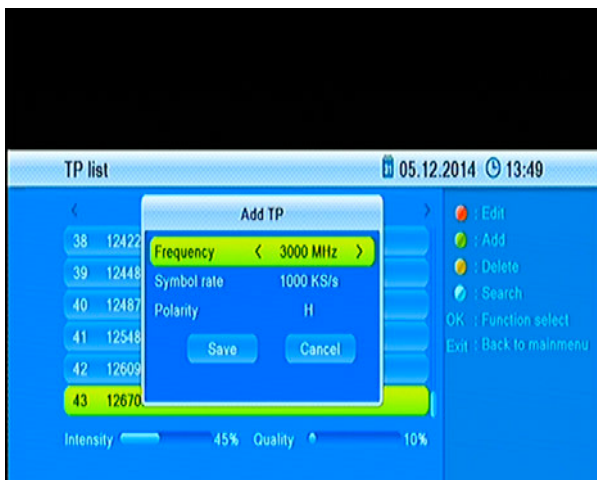 TP list 05.12.2014 13:49
Add TP
Frequency < 3000 MHz >
Symbol rate 1000 KS/s
Polarity H
Save Cancel
38 12422
39 12448
40 12487
41 12548
42 12609
43 12670
: Edit
: Add
: Delete
: Search
OK : Function select
Exit : Back to mainmenu
Intensity 45% Quality 10%